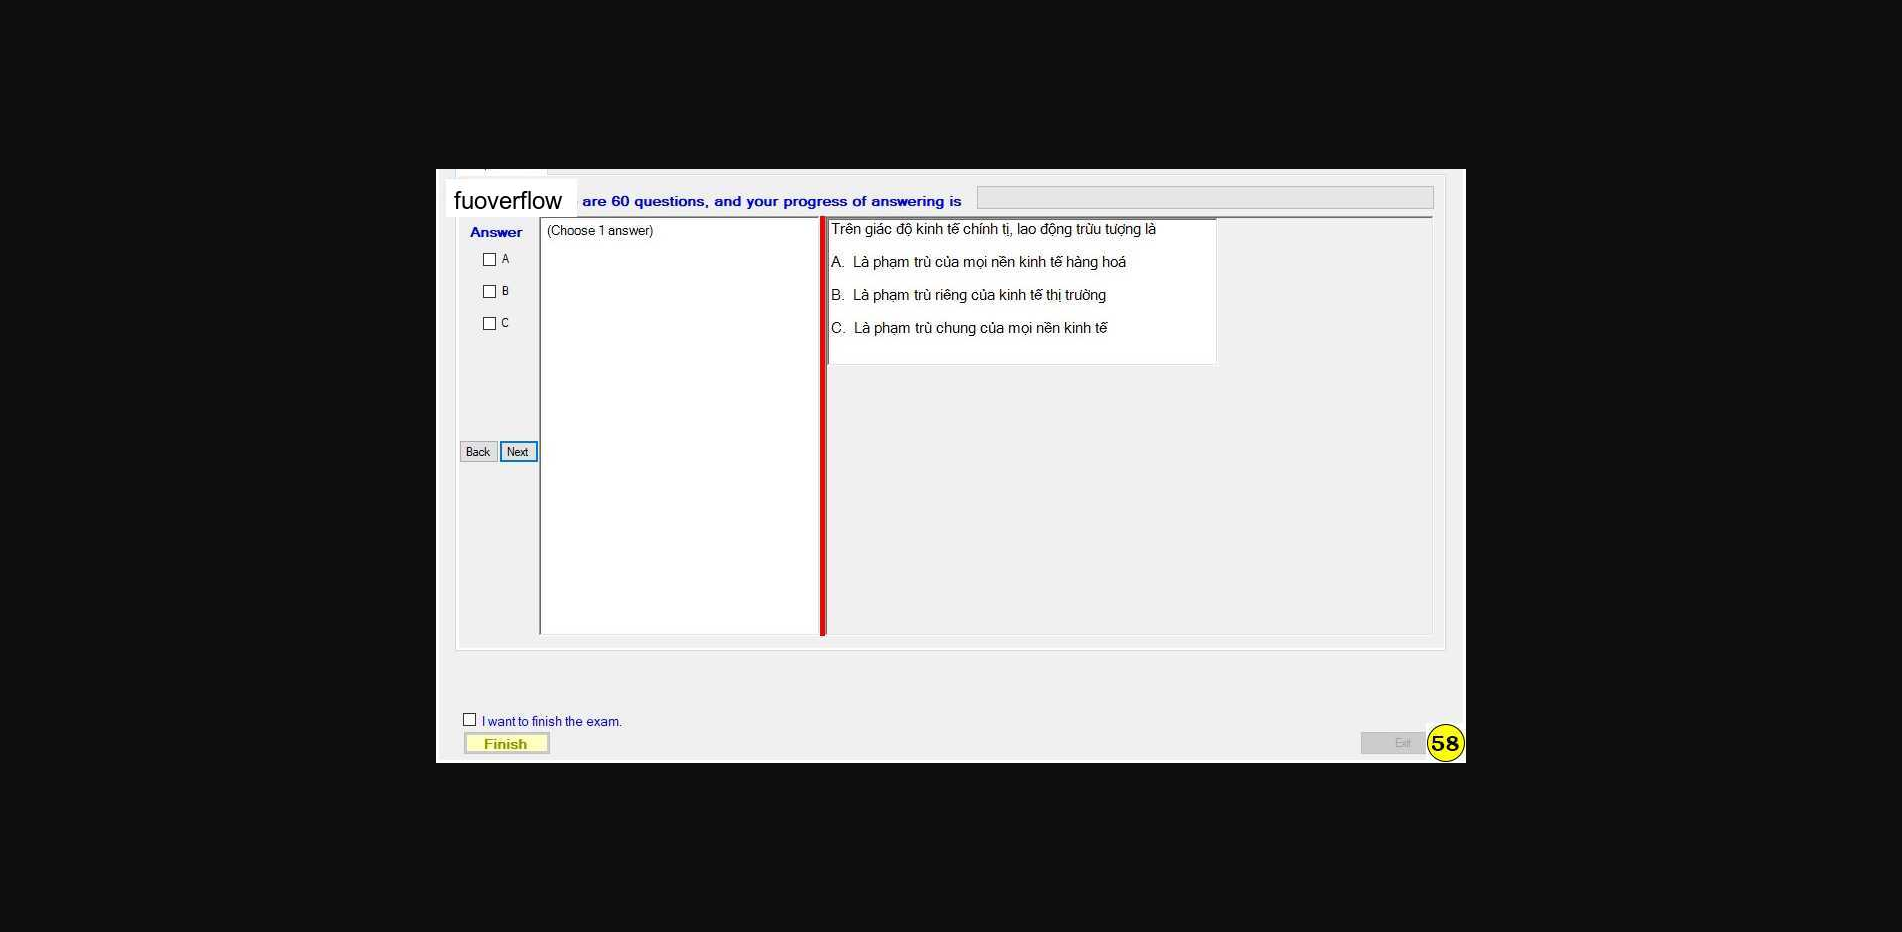 fuoverflow are 60 questions, and your progress of answering is
Answer
A
B
C
Back Next
(Choose 1 answer)
Trên giác độ kinh tế chính tị, lao động trừu tượng là
A. Là phạm trù của mọi nền kinh tế hàng hoá
B. Là phạm trù riêng của kinh tế thị trường
C. Là phạm trù chung của mọi nền kinh tế
I want to finish the exam.
Finish
Exit
58